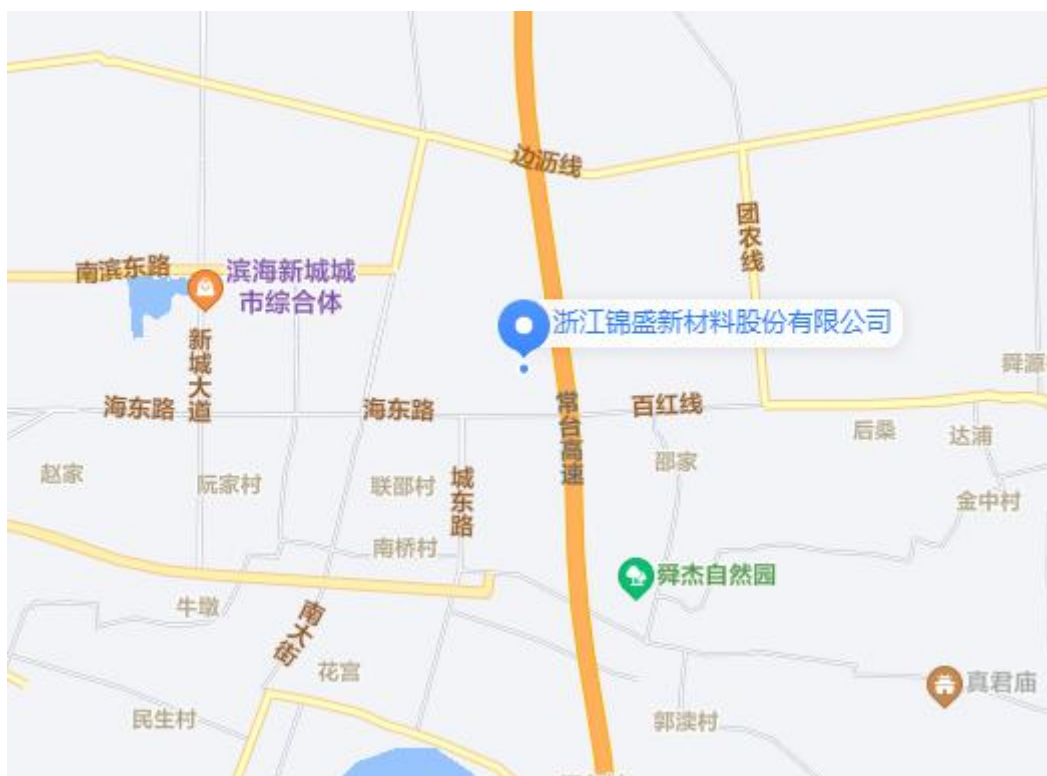 边沥线
团农线
南滨东路
滨海新城城
市综合体
浙江锦盛新材料股份有限公司
新城大道
舜源
海东路
海东路
常台高速
百红线
后桑
达浦
赵家
阮家村
联邵村
城东路
邵家
金中村
南桥村
舜杰自然园
牛墩
南大街
花宫
真君庙
民生村
郭渎村